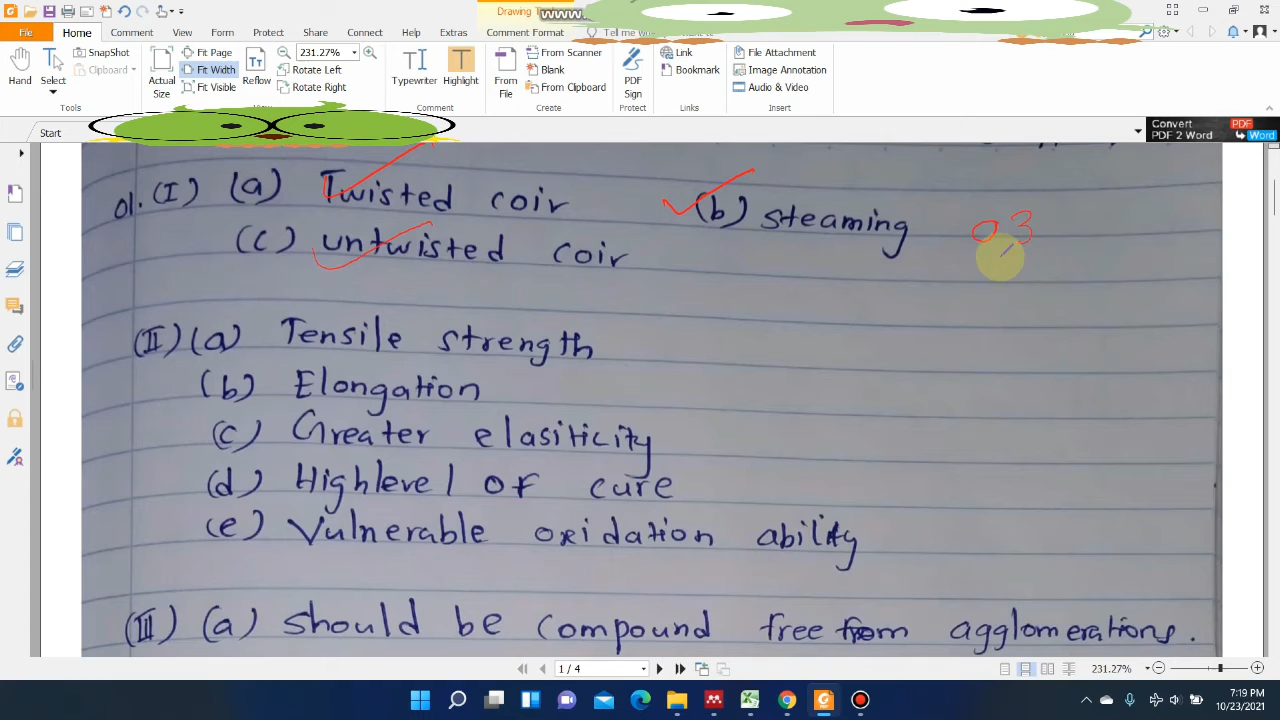 www
File Home Comment View Form Protect Share Connect Help Extras Comment Format Tell me
Hand
Select
SnapShot
Clipboard
Actual Size
Fit Page
Fit Width
Fit Visible
Reflow
231.27%
Rotate Left
Rotate Right
Typewriter
Highlight
From File
From Scanner
Blank
From Clipboard
PDF Sign
Link
Bookmark
File Attachment
Image Annotation
Audio & Video
Tools Comment Create Protect Links Insert
Start
Convert PDF
PDF 2 Word Word
01. (I) (a) Twisted coir (b) steaming 03
(c) untwisted coir
(II) (a) Tensile strength
(b) Elongation
(c) Greater elasiticity
(d) Highlevel of cure
(e) Vulnerable oxidation ability
(III) (a) should be compound free from agglomerations.
1 / 4
231.27%
7:19 PM
10/23/2021